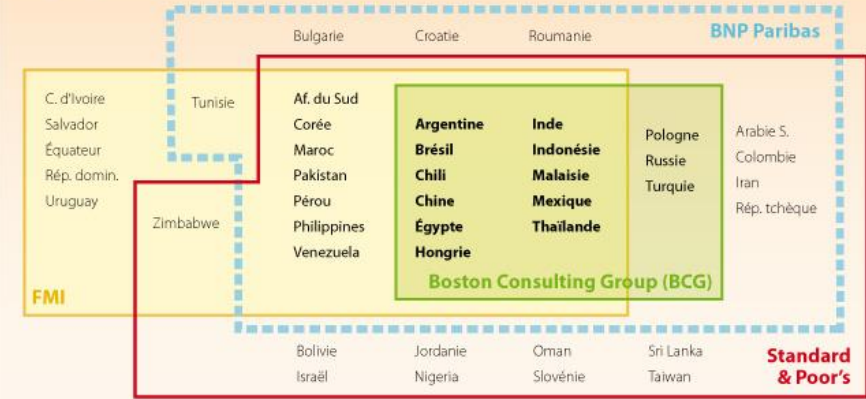 BNP Paribas
Bulgarie
Croatie
Roumanie
C. d'Ivoire
Salvador
Équateur
Rép. domin.
Uruguay
Tunisie
Zimbabwe
Af. du Sud
Corée
Maroc
Pakistan
Pérou
Philippines
Venezuela
Argentine
Brésil
Chili
Chine
Égypte
Hongrie
Inde
Indonésie
Malaisie
Mexique
Thaïlande
Pologne
Russie
Turquie
Arabie S.
Colombie
Iran
Rép. tchèque
Boston Consulting Group (BCG)
FMI
Bolivie
Israël
Jordanie
Nigeria
Oman
Slovénie
Sri Lanka
Taiwan
Standard
& Poor's